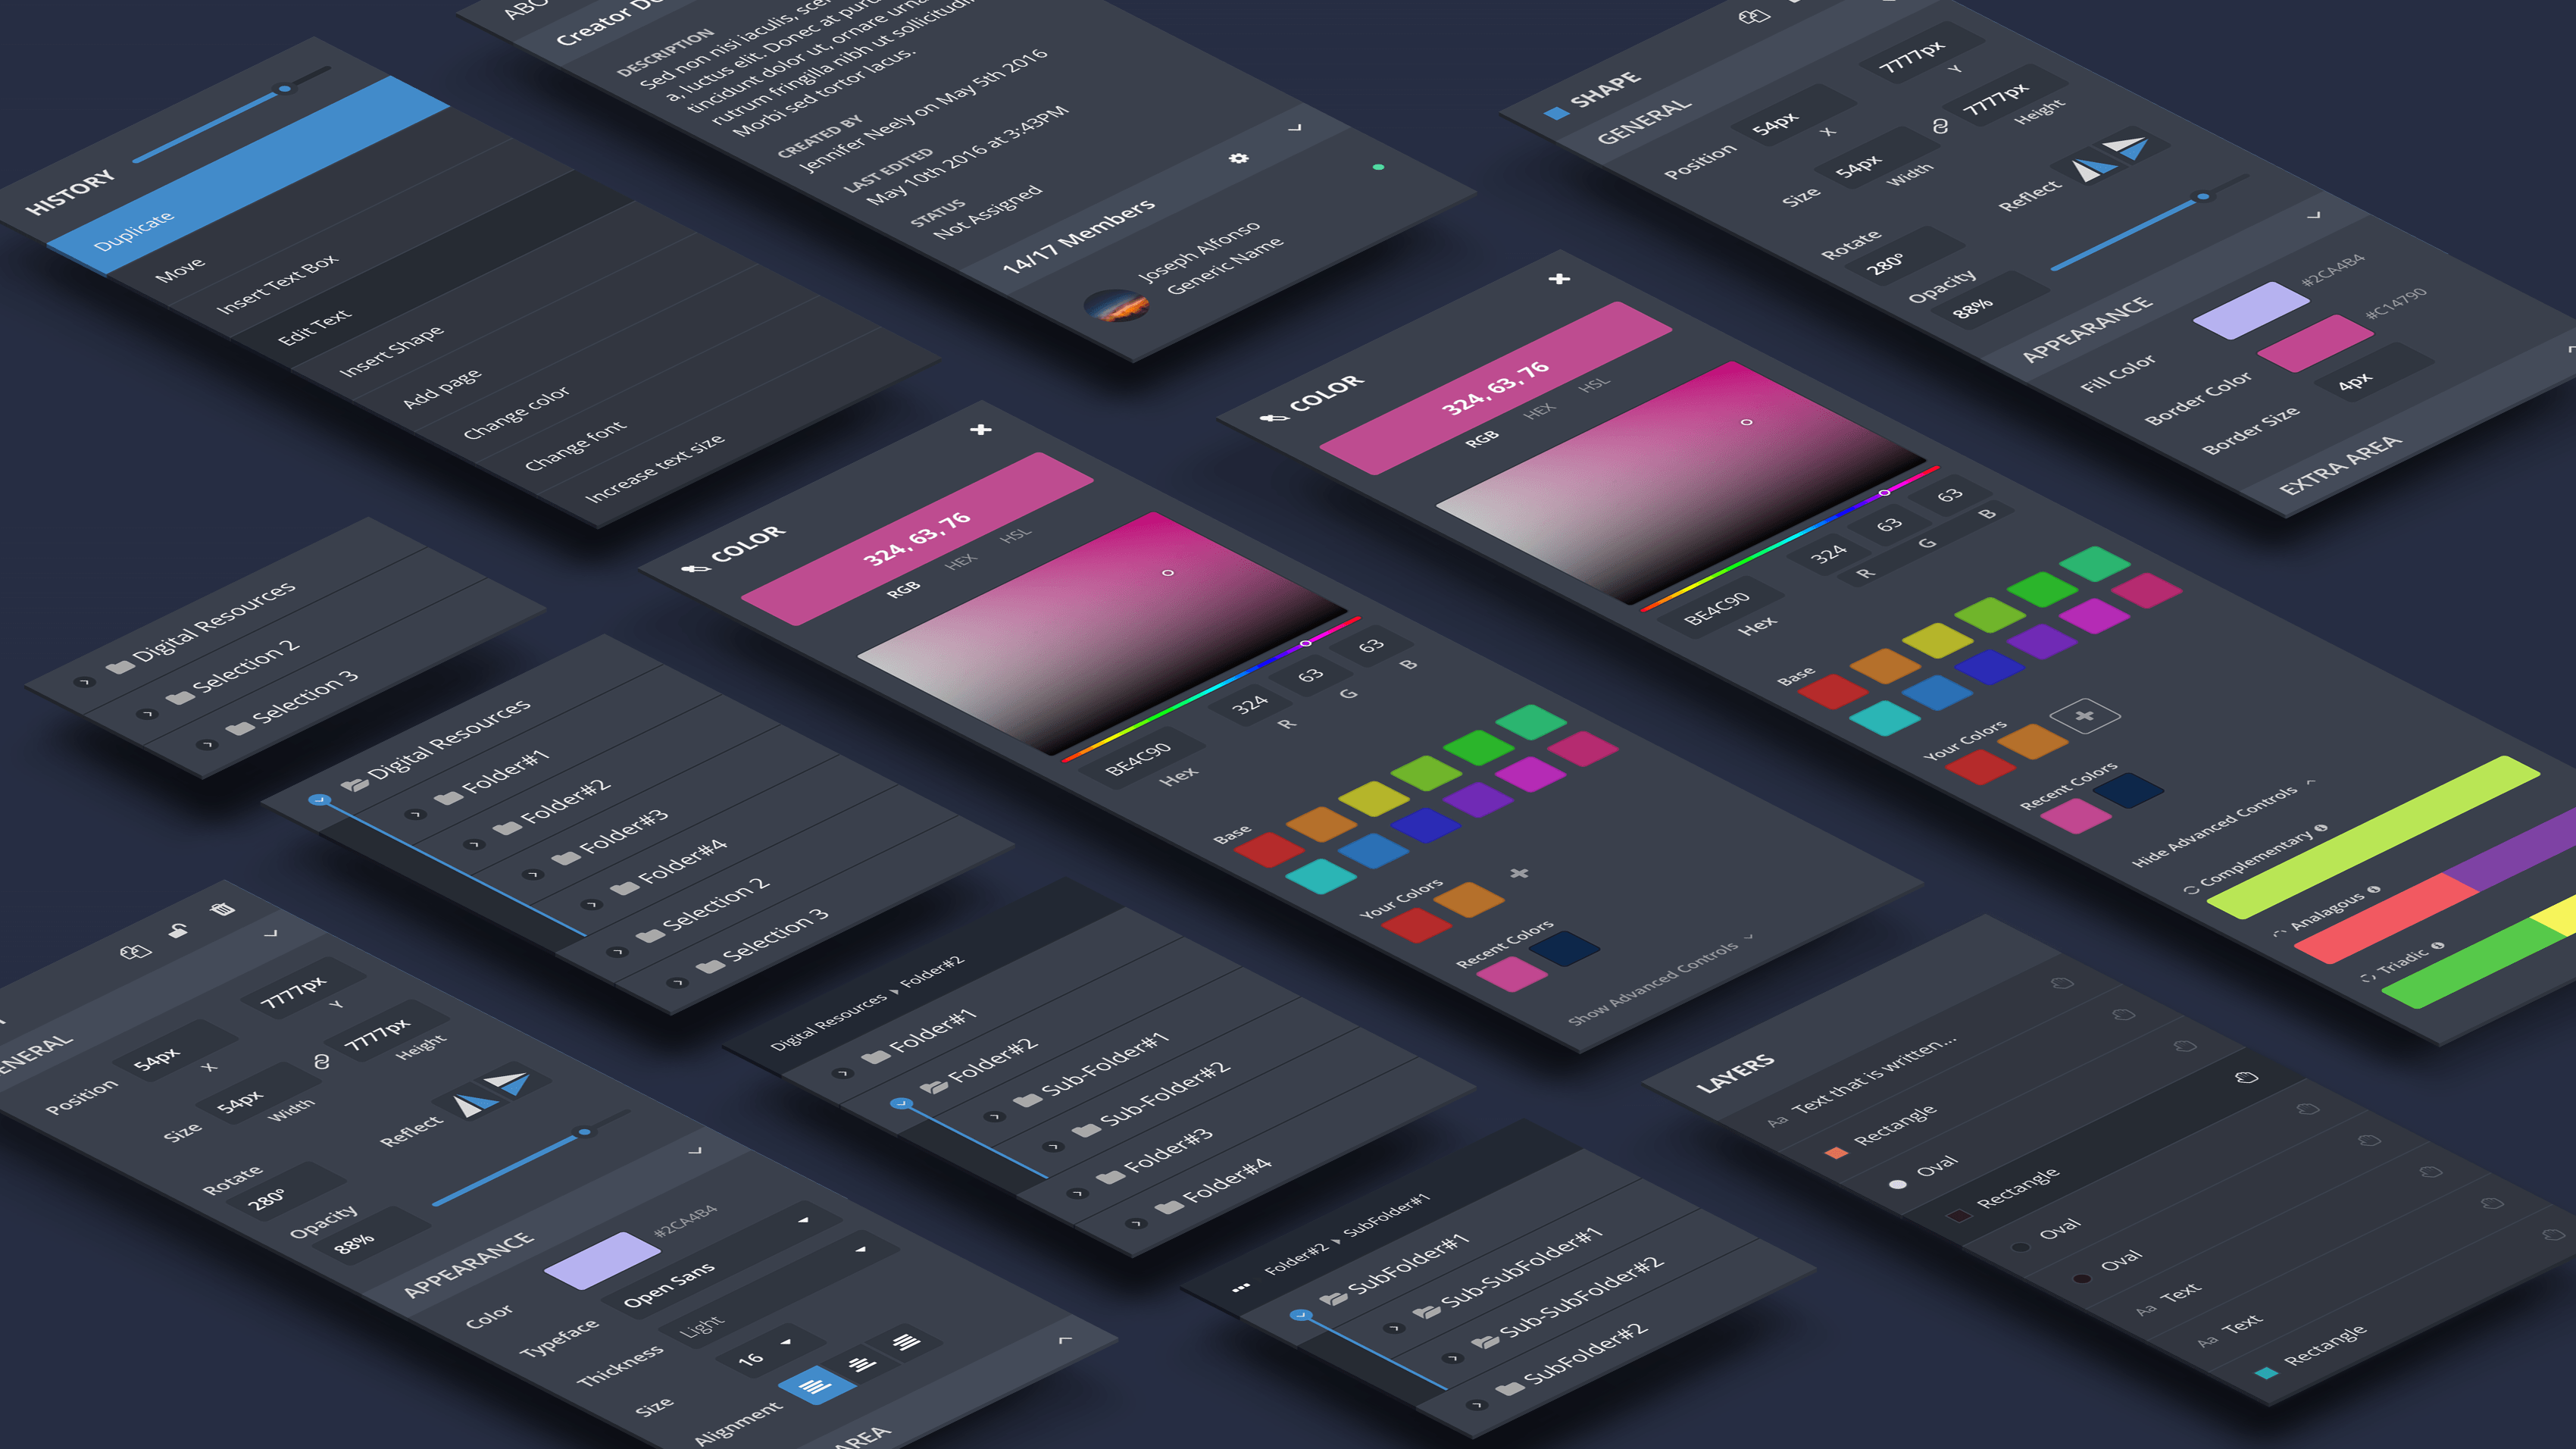 HISTORY
Duplicate
Move
Insert Text Box
Edit Text
Insert Shape
Add page
Change color
Change font
Increase text size
Creator
DESCRIPTION
Sed non nisi iaculis,
a, luctus elit. Donec at
tincidunt dolor ut, ornare urna
rutrum fringilla nibh ut
Morbi sed tortor lacus.
CREATED BY
Jennifer Neely on May 5th 2016
LAST EDITED
May 10th 2016 at 3:43PM
STATUS
Not Assigned
14/17 Members
Joseph Alfonso
Generic Name
SHAPE
GENERAL
Position
54px
7777px
X
Y
Size
54px
7777px
Width
Height
Rotate
280°
Reflect
Opacity
88%
APPEARANCE
Fill Color
#2CA4B4
Border Color
#C14790
Border Size
4px
EXTRA AREA
Digital Resources
Selection 2
Selection 3
Digital Resources
Folder#1
Folder#2
Folder#3
Folder#4
Selection 2
Selection 3
COLOR
324, 63, 76
RGB
HEX
HSL
BE4C90
324
63
63
Hex
R
G
B
Base
Your Colors
Recent Colors
Show Advanced Controls
COLOR
324, 63, 76
RGB
HEX
HSL
BE4C90
324
63
63
Hex
R
G
B
Base
Your Colors
Recent Colors
Hide Advanced Controls
Complementary
Analagous
Triadic
Position
54px
7777px
X
Y
Size
54px
7777px
Width
Height
Rotate
280°
Reflect
Opacity
88%
APPEARANCE
Color
#2CA4B4
Typeface
Open Sans
Thickness
Light
Size
16
Alignment
AREA
Digital Resources ▸ Folder#2
Folder#1
Folder#2
Sub-Folder#1
Sub-Folder#2
Folder#3
Folder#4
... Folder#2 ▸ SubFolder#1
SubFolder#1
Sub-SubFolder#1
Sub-SubFolder#2
SubFolder#2
LAYERS
Aa Text that is written...
Rectangle
Oval
Rectangle
Oval
Oval
Aa Text
Aa Text
Rectangle